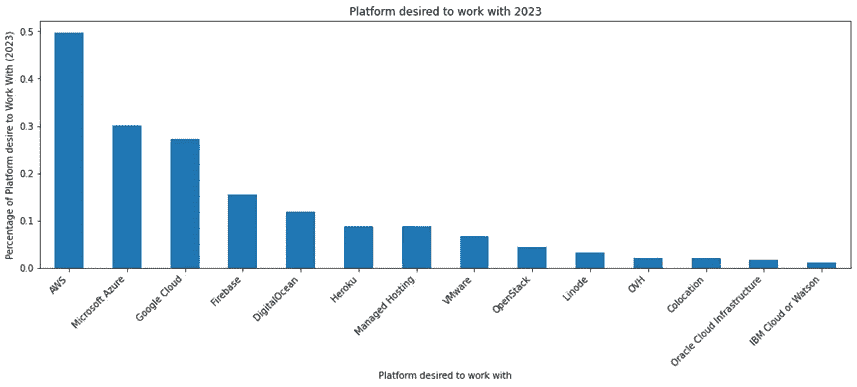 Platform desired to work with 2023
Percentage of Platform desire to Work With (2023)
0.5
0.4
0.3
0.2
0.1
0.0
AWS
Microsoft Azure
Google Cloud
Firebase
DigitalOcean
Heroku
Managed Hosting
VMware
OpenStack
Linode
OVH
Colocation
Oracle Cloud Infrastructure
IBM Cloud or Watson
Platform desired to work with